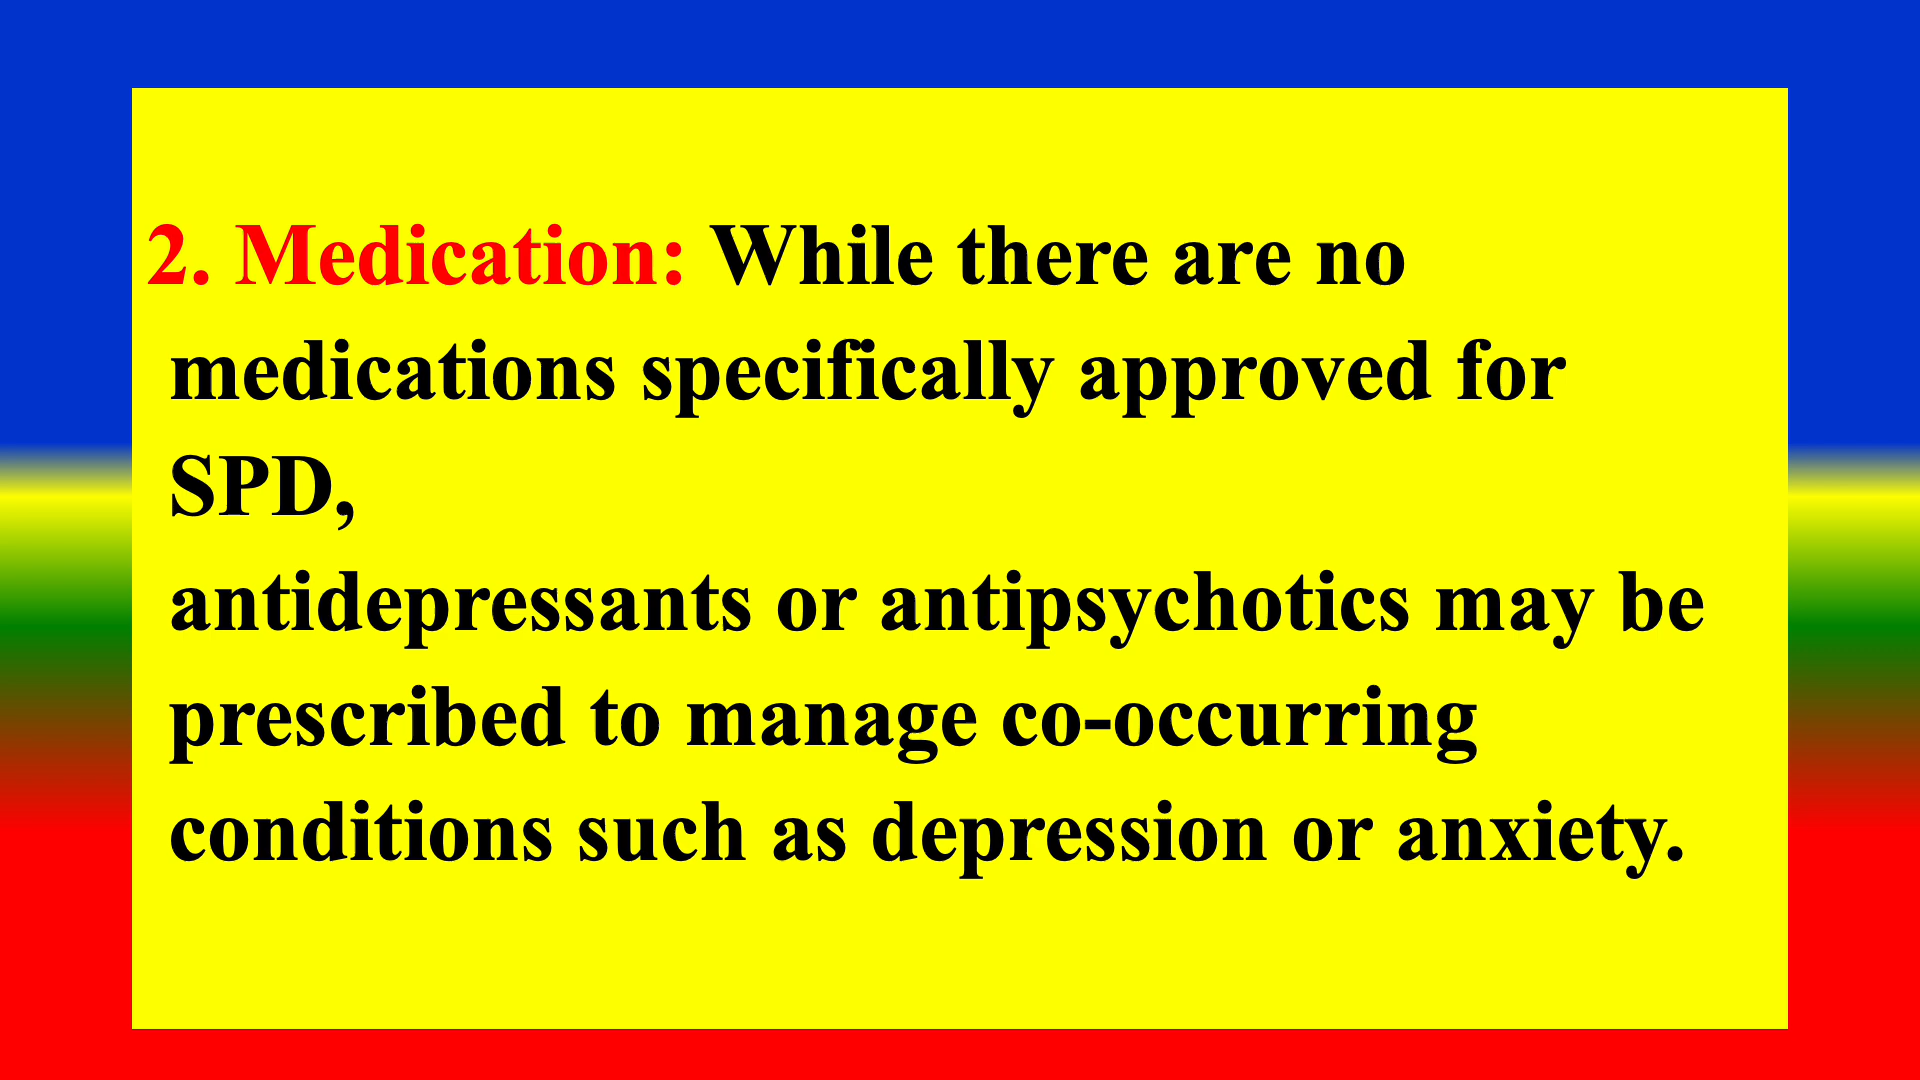 2. Medication: While there are no
medications specifically approved for
SPD,
antidepressants or antipsychotics may be
prescribed to manage co-occurring
conditions such as depression or anxiety.